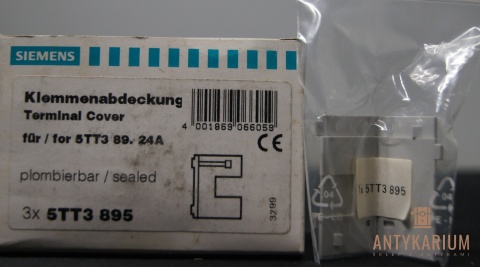 SIEMENS
Klemmenabdeckung
Terminal Cover
für / for 5TT3 89. 24A
4 001869 066059
CE
plombierbar / sealed
3x 5TT3 895
3299
1x 5TT3 895
04
ANTYKARIUM